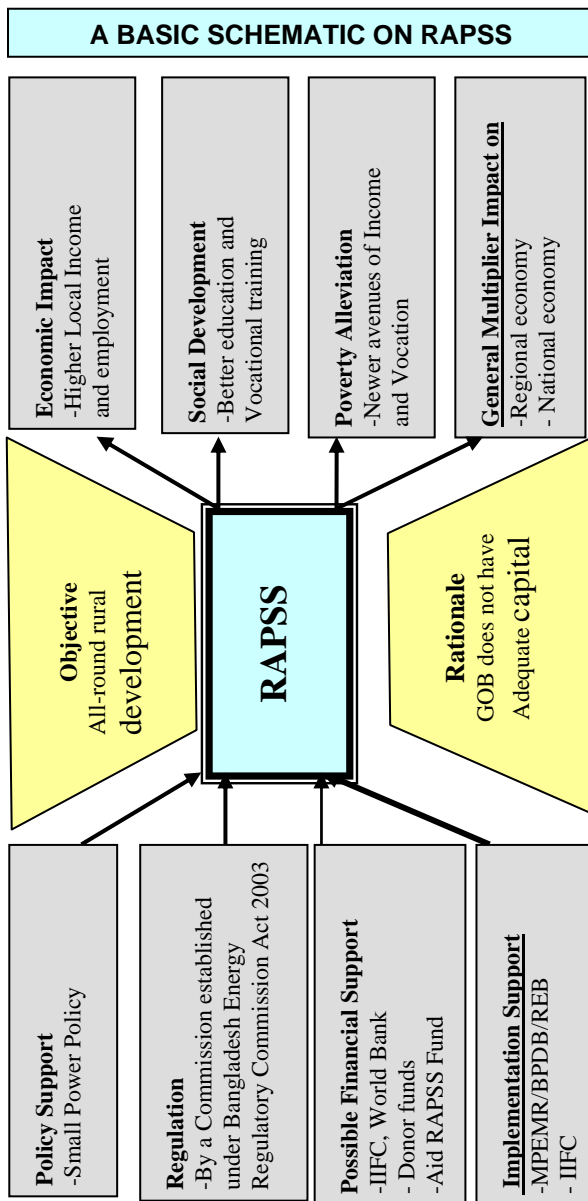 A BASIC SCHEMATIC ON RAPSS
Policy Support
-Small Power Policy
Regulation
-By a Commission established
under Bangladesh Energy
Regulatory Commission Act 2003
Possible Financial Support
-IIFC, World Bank
- Donor funds
-Aid RAPSS Fund
Implementation Support
-MPEMR/BPDB/REB
- IIFC
Objective
All-round rural
development
RAPSS
Rationale
GOB does not have
Adequate capital
Economic Impact
-Higher Local Income
and employment
Social Development
-Better education and
Vocational training
Poverty Alleviation
-Newer avenues of Income
and Vocation
General Multiplier Impact on
-Regional economy
- National economy